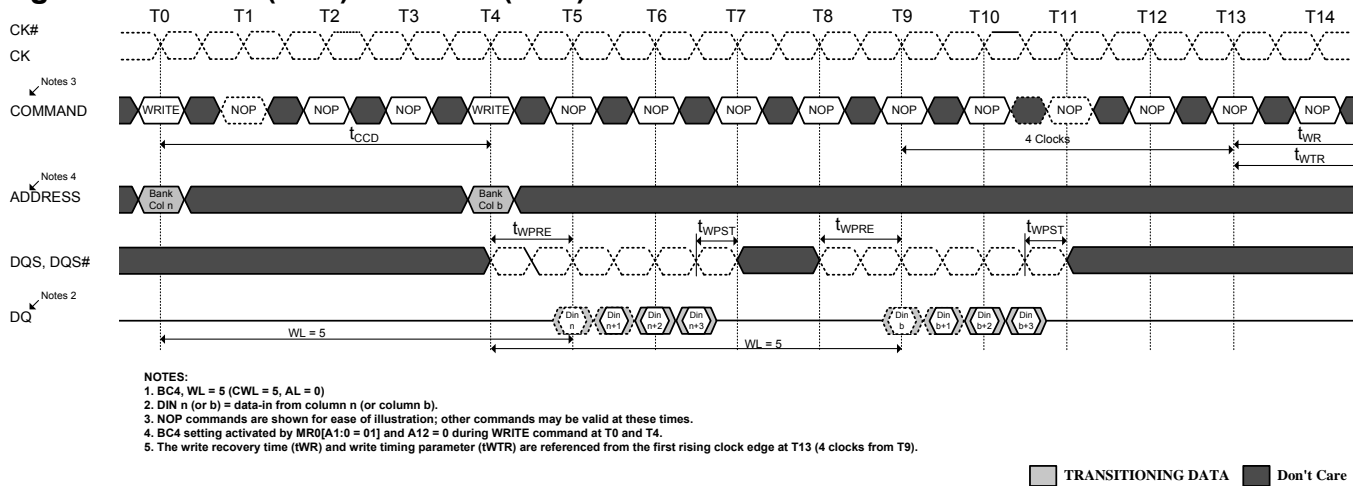 T0 T1 T2 T3 T4 T5 T6 T7 T8 T9 T10 T11 T12 T13 T14
CK#
CK
Notes 3
COMMAND
WRITE NOP NOP NOP WRITE NOP NOP NOP NOP NOP NOP NOP NOP NOP NOP
tCCD
4 Clocks
tWR
tWTR
Notes 4
ADDRESS
Bank Col n
Bank Col b
tWPRE tWPST tWPRE tWPST
DQS, DQS#
Notes 2
DQ
Din n Din n+1 Din n+2 Din n+3 Din b Din b+1 Din b+2 Din b+3
WL = 5
WL = 5
NOTES:
1. BC4, WL = 5 (CWL = 5, AL = 0)
2. DIN n (or b) = data-in from column n (or column b).
3. NOP commands are shown for ease of illustration; other commands may be valid at these times.
4. BC4 setting activated by MR0[A1:0 = 01] and A12 = 0 during WRITE command at T0 and T4.
5. The write recovery time (tWR) and write timing parameter (tWTR) are referenced from the first rising clock edge at T13 (4 clocks from T9).
TRANSITIONING DATA Don't Care